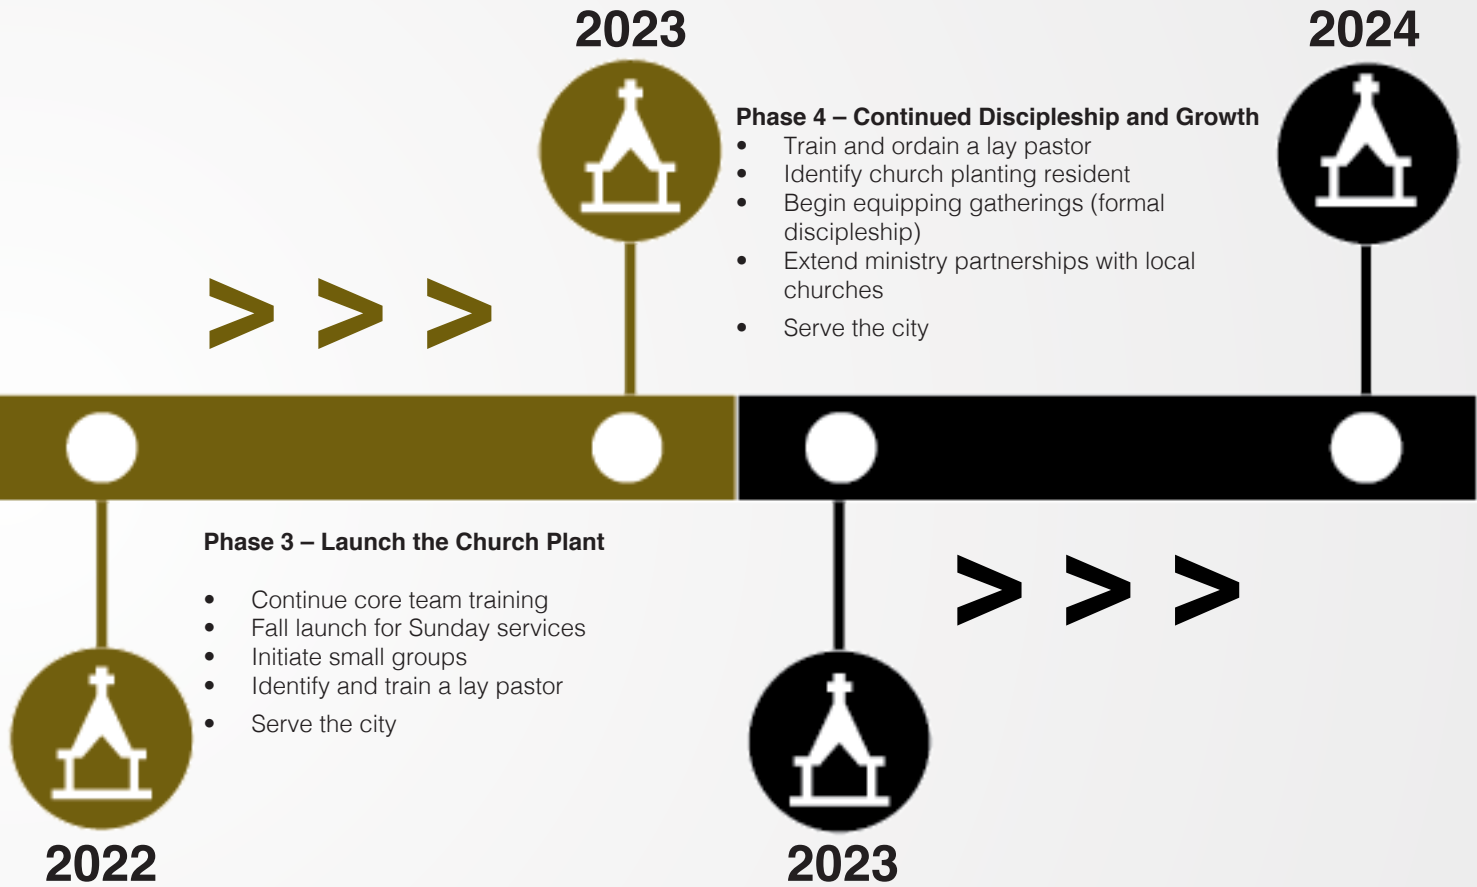 2023
2024
Phase 4 – Continued Discipleship and Growth
• Train and ordain a lay pastor
• Identify church planting resident
• Begin equipping gatherings (formal
discipleship)
• Extend ministry partnerships with local
churches
• Serve the city
> > >
Phase 3 – Launch the Church Plant
• Continue core team training
• Fall launch for Sunday services
• Initiate small groups
• Identify and train a lay pastor
• Serve the city
> > >
2022
2023